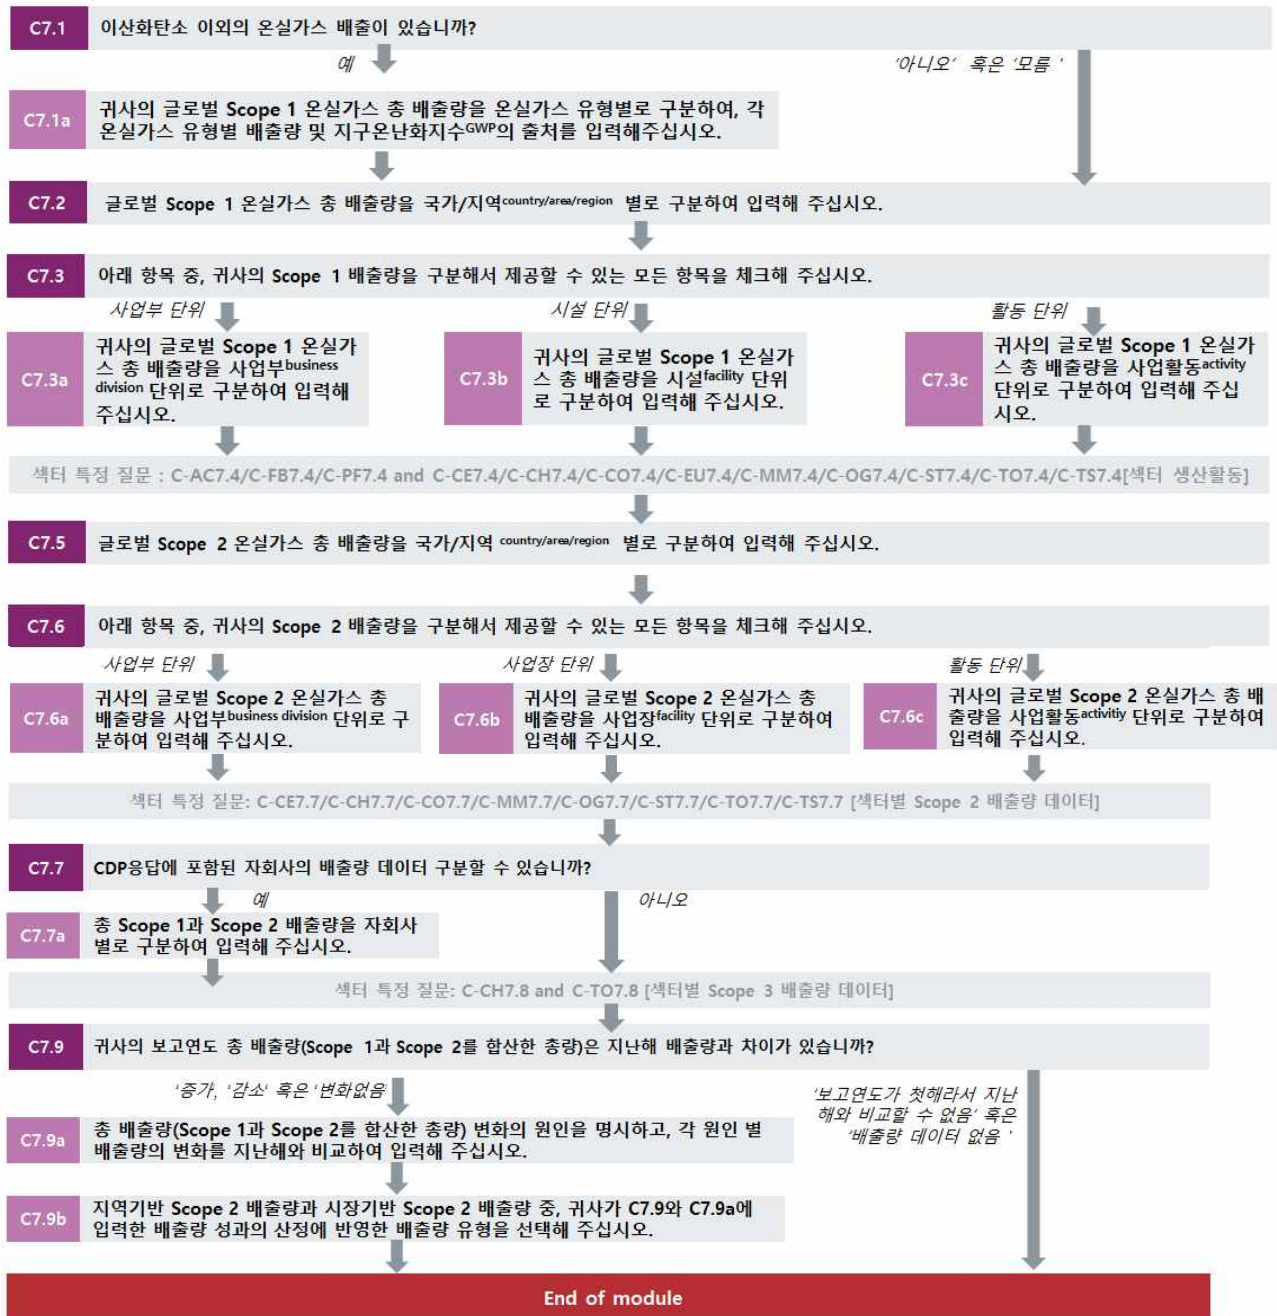 C7.1 이산화탄소 이외의 온실가스 배출이 있습니까?
예
'아니오' 혹은 '모름 '
C7.1a
귀사의 글로벌 Scope 1 온실가스 총 배출량을 온실가스 유형별로 구분하여, 각
온실가스 유형별 배출량 및 지구온난화지수GWP의 출처를 입력해주십시오.
C7.2 글로벌 Scope 1 온실가스 총 배출량을 국가/지역country/area/region 별로 구분하여 입력해 주십시오.
C7.3 아래 항목 중, 귀사의 Scope 1 배출량을 구분해서 제공할 수 있는 모든 항목을 체크해 주십시오.
사업부 단위
시설 단위
활동 단위
C7.3a
귀사의 글로벌 Scope 1 온실가
스 총 배출량을 사업부business
division 단위로 구분하여 입력해
주십시오.
C7.3b
귀사의 글로벌 Scope 1 온실가
스 총 배출량을 시설facility 단위
로 구분하여 입력해 주십시오.
C7.3c
귀사의 글로벌 Scope 1 온실가
스 총 배출량을 사업활동activity
단위로 구분하여 입력해 주십
시오.
섹터 특정 질문 : C-AC7.4/C-FB7.4/C-PF7.4 and C-CE7.4/C-CH7.4/C-CO7.4/C-EU7.4/C-MM7.4/C-OG7.4/C-ST7.4/C-TO7.4/C-TS7.4[섹터 생산활동]
C7.5 글로벌 Scope 2 온실가스 총 배출량을 국가/지역 country/area/region 별로 구분하여 입력해 주십시오.
C7.6 아래 항목 중, 귀사의 Scope 2 배출량을 구분해서 제공할 수 있는 모든 항목을 체크해 주십시오.
사업부 단위
사업장 단위
활동 단위
C7.6a
귀사의 글로벌 Scope 2 온실가스 총
배출량을 사업부business division 단위로 구
분하여 입력해 주십시오.
C7.6b
귀사의 글로벌 Scope 2 온실가스 총
배출량을 사업장facility 단위로 구분하여
입력해 주십시오.
C7.6c
귀사의 글로벌 Scope 2 온실가스 총 배
출량을 사업활동activitiy 단위로 구분하여
입력해 주십시오.
섹터 특정 질문: C-CE7.7/C-CH7.7/C-CO7.7/C-MM7.7/C-OG7.7/C-ST7.7/C-TO7.7/C-TS7.7 [섹터별 Scope 2 배출량 데이터]
C7.7 CDP응답에 포함된 자회사의 배출량 데이터 구분할 수 있습니까?
예
아니오
C7.7a
총 Scope 1과 Scope 2 배출량을 자회사
별로 구분하여 입력해 주십시오.
섹터 특정 질문: C-CH7.8 and C-TO7.8 [섹터별 Scope 3 배출량 데이터]
C7.9 귀사의 보고연도 총 배출량(Scope 1과 Scope 2를 합산한 총량)은 지난해 배출량과 차이가 있습니까?
'증가, '감소' 혹은 '변화없음'
'보고연도가 첫해라서 지난
해와 비교할 수 없음' 혹은
'배출량 데이터 없음 '
C7.9a
총 배출량(Scope 1과 Scope 2를 합산한 총량) 변화의 원인을 명시하고, 각 원인 별
배출량의 변화를 지난해와 비교하여 입력해 주십시오.
C7.9b
지역기반 Scope 2 배출량과 시장기반 Scope 2 배출량 중, 귀사가 C7.9와 C7.9a에
입력한 배출량 성과의 산정에 반영한 배출량 유형을 선택해 주십시오.
End of module